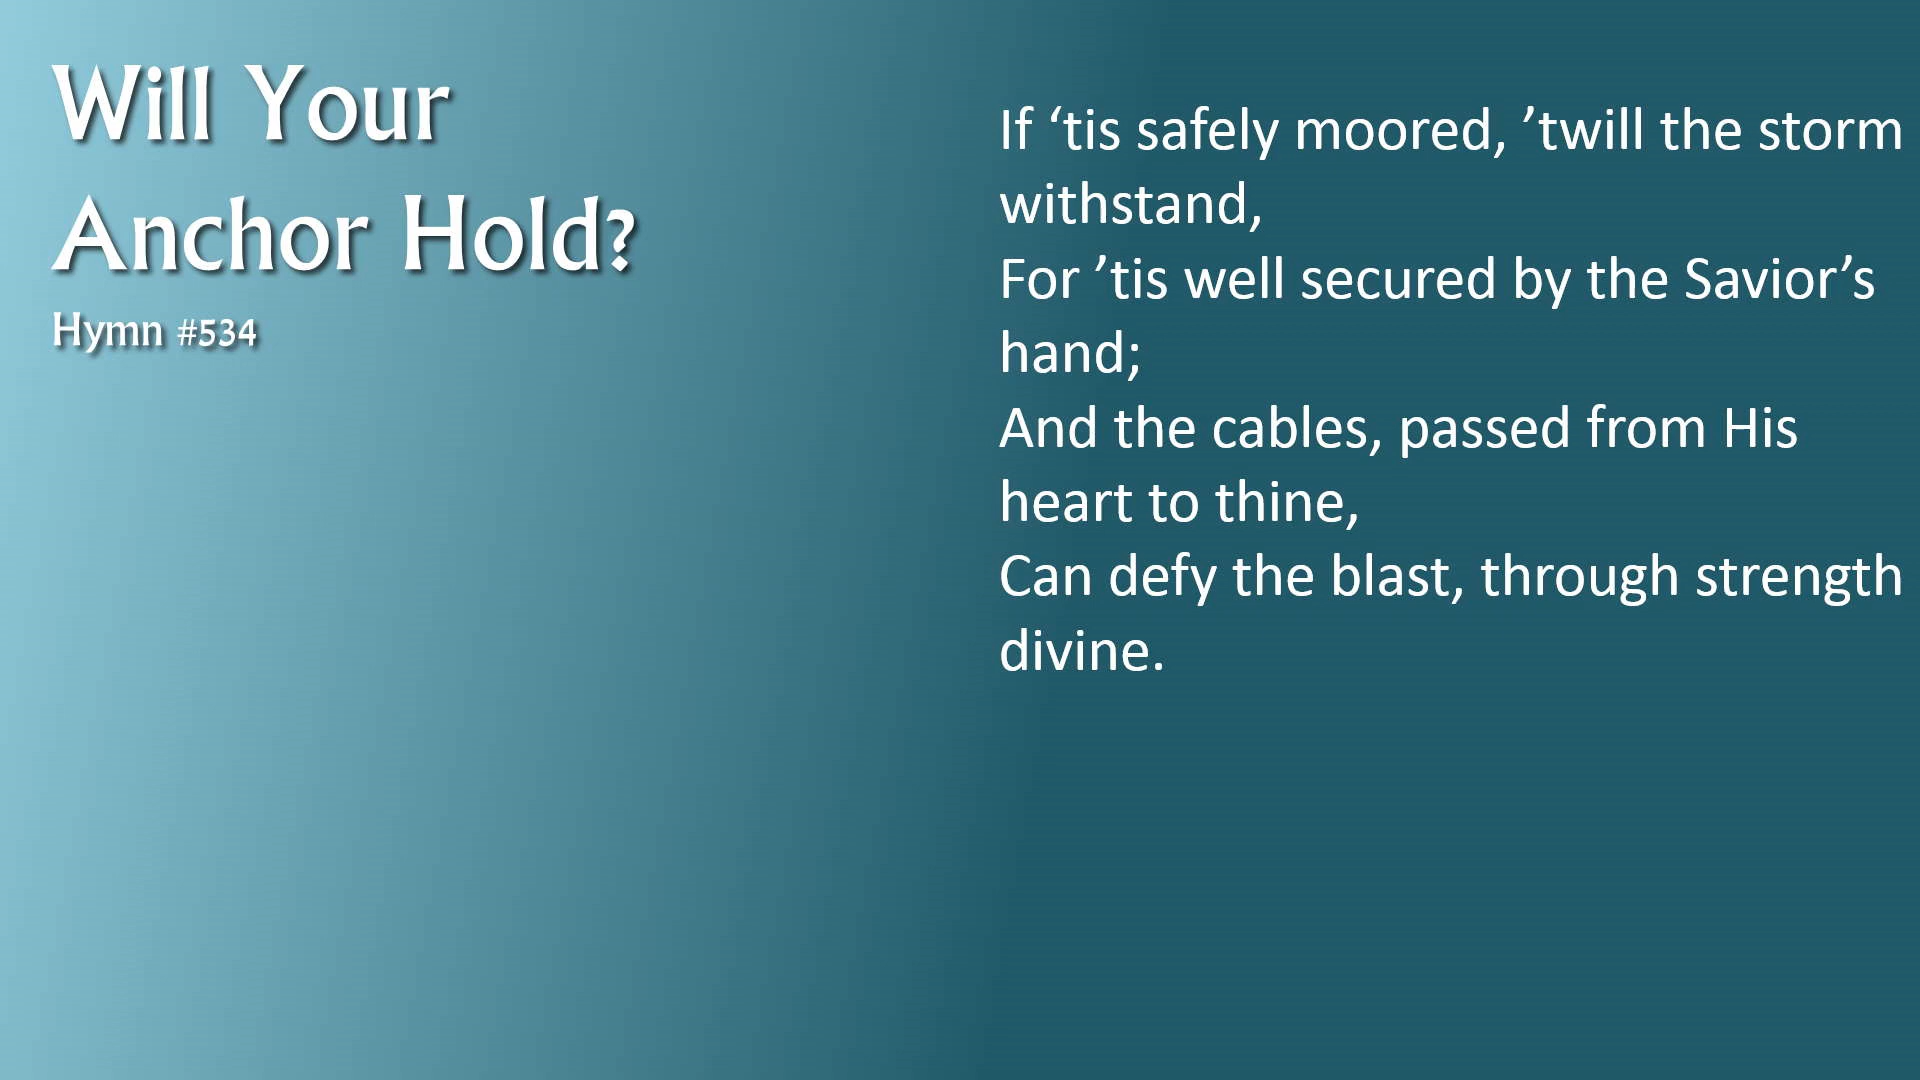 Will Your
Anchor Hold?
Hymn #534
If ‘tis safely moored, ’twill the storm
withstand,
For ’tis well secured by the Savior’s
hand;
And the cables, passed from His
heart to thine,
Can defy the blast, through strength
divine.